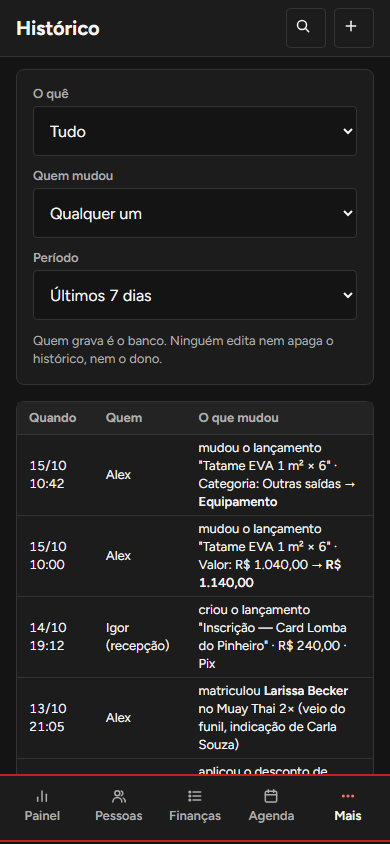 Histórico
O quê
Tudo
Quem mudou
Qualquer um
Período
Últimos 7 dias
Quem grava é o banco. Ninguém edita nem apaga o
histórico, nem o dono.
Quando Quem O que mudou
15/10
10:42
Alex
mudou o lançamento
"Tatame EVA 1 m² × 6" ·
Categoria: Outras saídas →
Equipamento
15/10
10:00
Alex
mudou o lançamento
"Tatame EVA 1 m² × 6" ·
Valor: R$ 1.040,00 → R$
1.140,00
14/10
19:12
Igor
(recepção)
criou o lançamento
"Inscrição — Card Lomba
do Pinheiro" · R$ 240,00 ·
Pix
13/10
21:05
Alex
matriculou Larissa Becker
no Muay Thai 2× (veio do
funil, indicação de Carla
Souza)
aplicou o desconto de
Painel Pessoas Finanças Agenda Mais